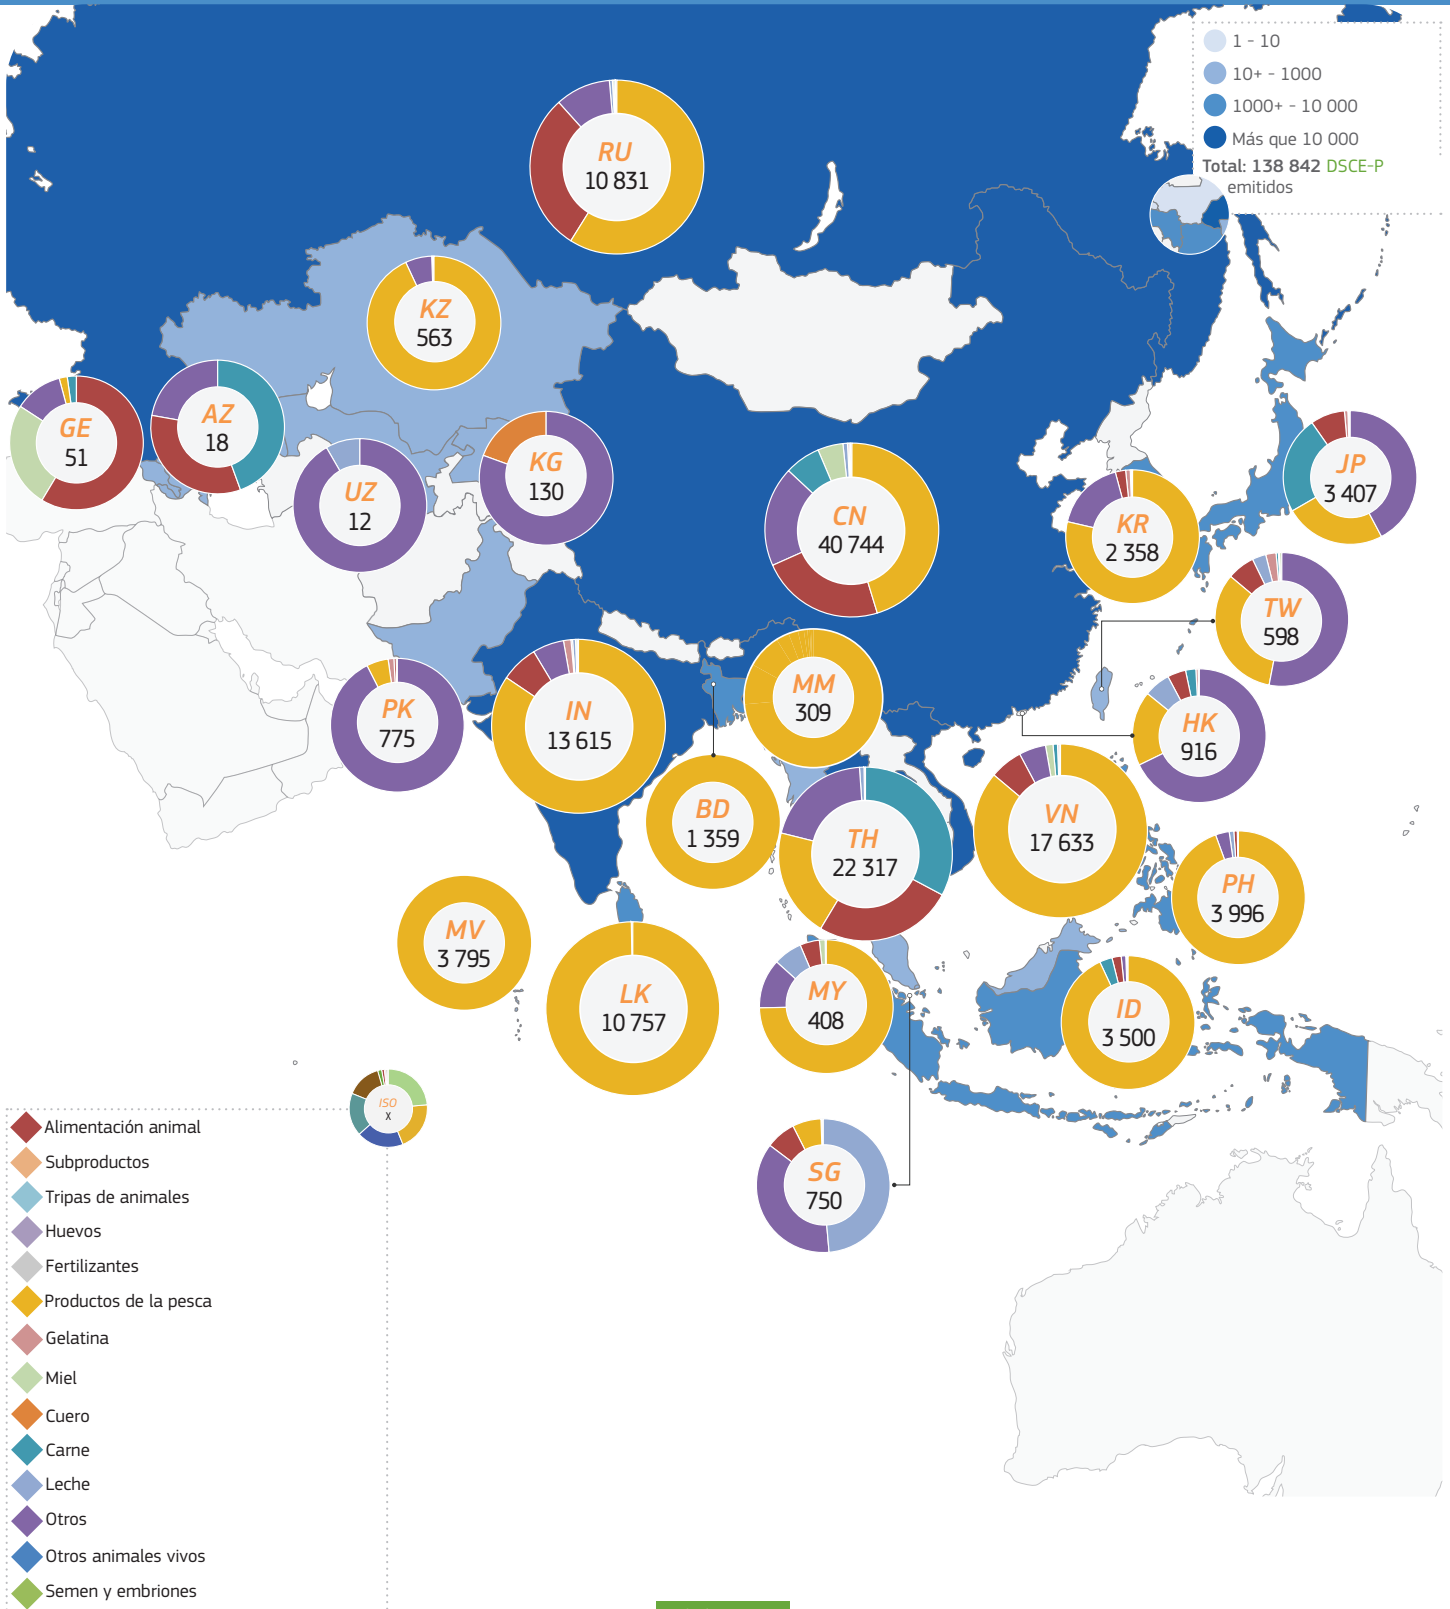 1 - 10
10+ - 1000
1000+ - 10 000
Más que 10 000
Total: 138 842 DSCE-P
emitidos
RU
10 831
KZ
563
GE
51
AZ
18
UZ
12
KG
130
CN
40 744
KR
2 358
JP
3 407
TW
598
HK
916
PK
775
IN
13 615
MM
309
BD
1 359
TH
22 317
VN
17 633
PH
3 996
MV
3 795
LK
10 757
MY
408
ID
3 500
SG
750
ISO
X
Alimentación animal
Subproductos
Tripas de animales
Huevos
Fertilizantes
Productos de la pesca
Gelatina
Miel
Cuero
Carne
Leche
Otros
Otros animales vivos
Semen y embriones